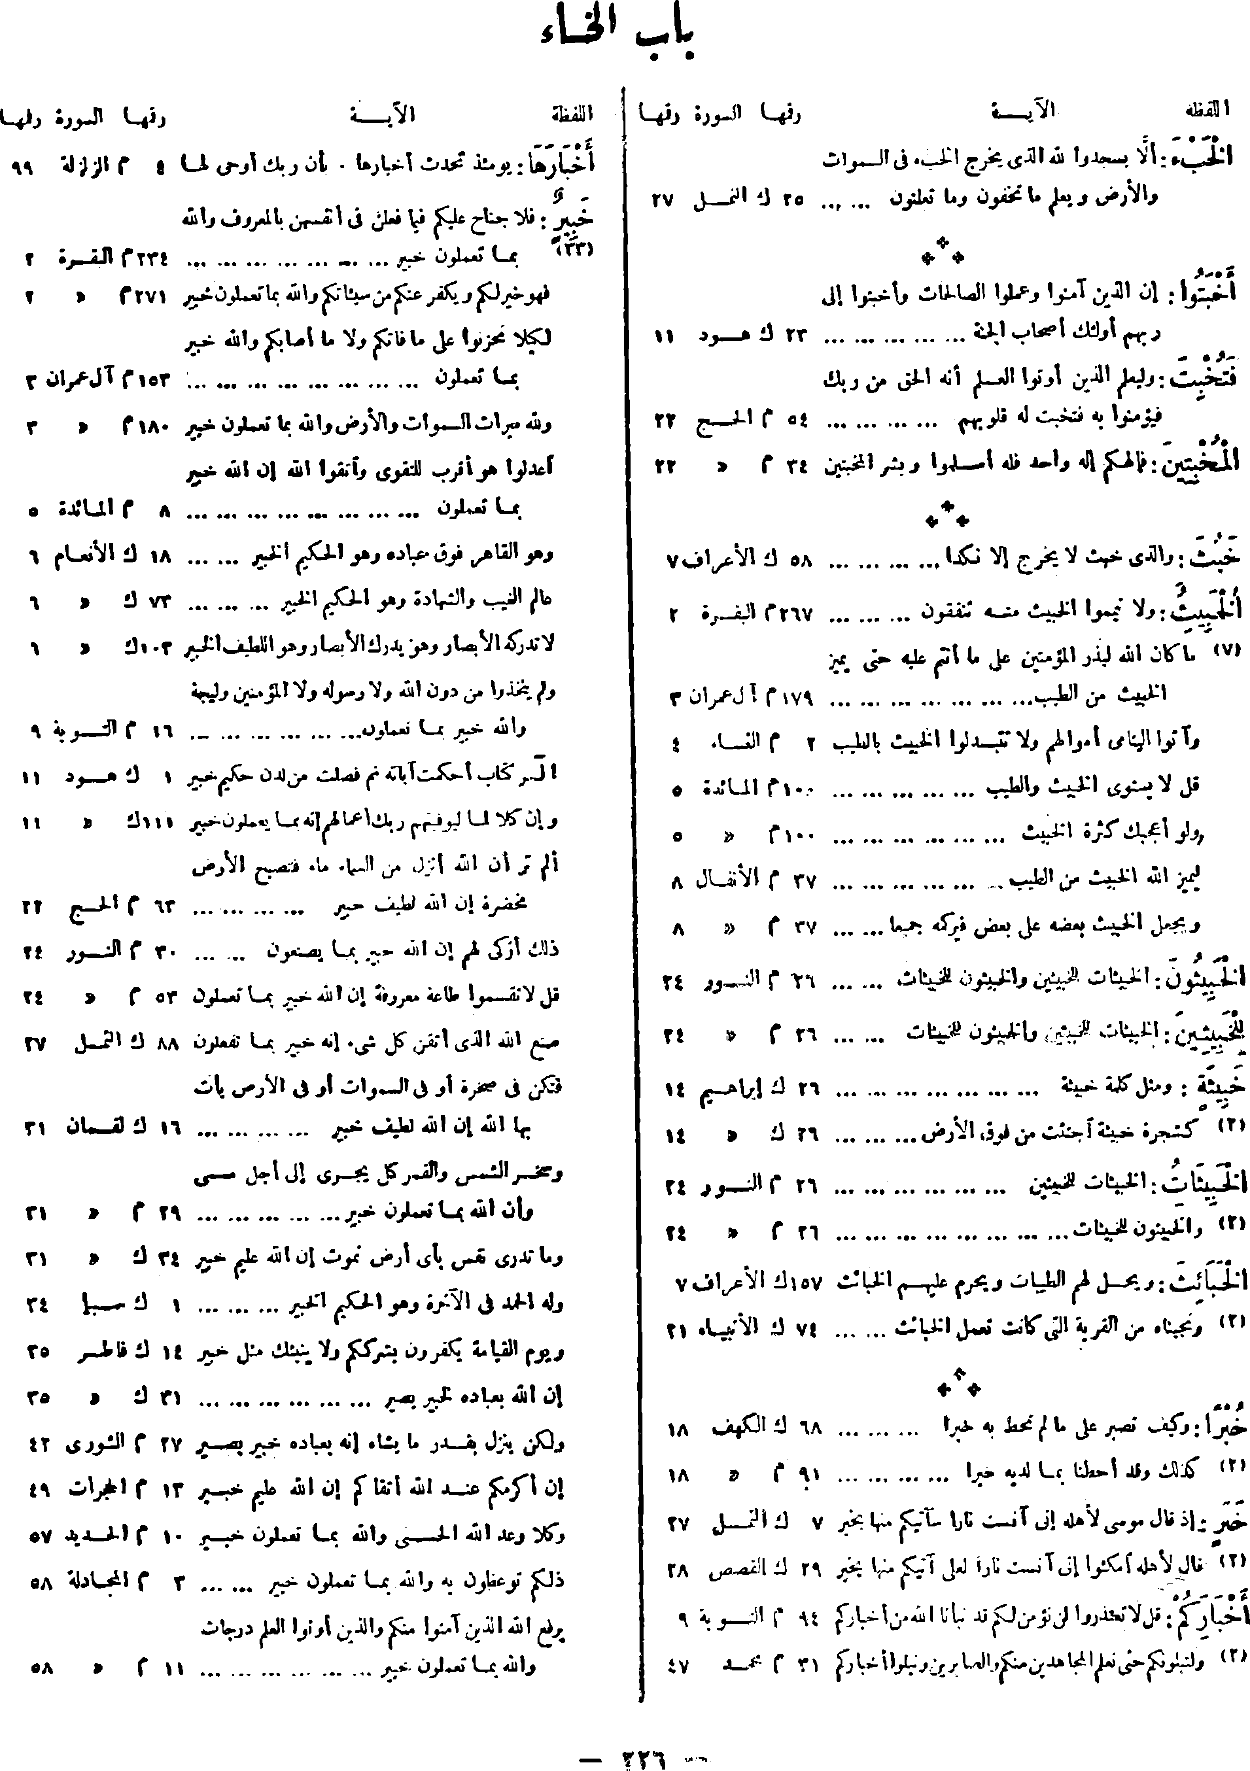 باب الخاء
اللفظة الآية رقمها السورة رقمها
الْخَبْءَ : ألّا يسجدوا لله الذى يخرج الخبء فى السموات
والأرض ويعلم ما تخفون وما تعلنون ... ... ٢٥ ك النمل ٢٧
أَخْبَتُوا : إن الذين آمنوا وعملوا الصالحات وأخبتوا إلى
ربهم أولئك أصحاب الجنة ... ... ... ... ... ٢٣ ك هود ١١
فَتُخْبِتَ : وليعلم الذين أوتوا العلم أنه الحق من ربك
فيؤمنوا به فتخبت له قلوبهم ... ... ... ... ٥٤ م الحج ٢٢
الْمُخْبِتِينَ : فإلهكم إله واحد فله أسلموا وبشر المخبتين ٣٤ م « ٢٢
خَبُثَ : والذى خبث لا يخرج إلا نكدا ... ... ... ... ٥٨ ك الأعراف ٧
الْخَبِيثُ : ولا تيمموا الخبيث منه تنفقون ... ... ... ٢٦٧ م البقرة ٢
(٧) ما كان الله ليذر المؤمنين على ما أنتم عليه حتى يميز
الخبيث من الطيب ... ... ... ... ... ... ... ١٧٩ م آل عمران ٣
وآتوا اليتامى أموالهم ولا تتبدلوا الخبيث بالطيب ٢ م النساء ٤
قل لا يستوى الخبيث والطيب ... ... ... ... ... ١٠٠ م المائدة ٥
ولو أعجبك كثرة الخبيث ... ... ... ... ... ... ١٠٠ م « ٥
ليميز الله الخبيث من الطيب ... ... ... ... ... ... ٣٧ م الأنفال ٨
ويجعل الخبيث بعضه على بعض فيركمه جميعا ... ... ٣٧ م « ٨
الْخَبِيثُونَ : الخبيثات للخبيثين والخبيثون للخبيثات ... ... ٢٦ م النور ٢٤
لِلْخَبِيثِينَ : الخبيثات للخبيثين والخبيثون للخبيثات ... ... ٢٦ م « ٢٤
خَبِيثَةٍ : ومثل كلمة خبيثة ... ... ... ... ... ... ... ٢٦ ك إبراهيم ١٤
(٢) كشجرة خبيثة آجتثت من فوق الأرض ... ... ... ٢٦ ك « ١٤
الْخَبِيثَاتُ : الخبيثات للخبيثين ... ... ... ... ... ... ٢٦ م النور ٢٤
(٢) والخبيثون للخبيثات ... ... ... ... ... ... ... ... ٢٦ م « ٢٤
الْخَبَائِثَ : ويحل لهم الطيبات ويحرم عليهم الخبائث ١٥٧ ك الأعراف ٧
(٢) ونجيناه من القرية التى كانت تعمل الخبائث ... ... ٧٤ ك الأنبياء ٢١
خُبْرًا : وكيف تصبر على ما لم تحط به خبرا ... ... ... ٦٨ ك الكهف ١٨
(٢) كذلك وقد أحطنا بما لديه خبرا ... ... ... ... ٩١ م « ١٨
خَبَرٍ : إذ قال موسى لأهله إنى آنست نارا سآتيكم منها بخبر ٧ ك النمل ٢٧
(٢) قال لأهله آمكثوا إنى آنست نارا لعلى آتيكم منها بخبر ٢٩ ك القصص ٢٨
أَخْبَارِكُمْ : قل لا تعتذروا لن نؤمن لكم قد نبأنا الله من أخباركم ٩٤ م التوبة ٩
(٢) ولنبلونكم حتى نعلم المجاهدين منكم والصابرين ونبلوا أخباركم ٣١ م محمد ٤٧
اللفظة الآية رقمها السورة رقمها
أَخْبَارَهَا : يومئذ تحدث أخبارها . بأن ربك أوحى لها ٤ م الزلزلة ٩٩
خَبِيرٌ : فلا جناح عليكم فيما فعلن فى أنفسهن بالمعروف والله
(٣٣) بما تعملون خبير ... ... ... ... ... ... ... ٢٣٤ م البقرة ٢
فهو خير لكم ويكفر عنكم من سيئاتكم والله بما تعملون خبير ٢٧١ م « ٢
لكيلا تحزنوا على ما فاتكم ولا ما أصابكم والله خبير
بما تعملون ... ... ... ... ... ... ... ... ١٥٣ م آل عمران ٣
ولله ميراث السموات والأرض والله بما تعملون خبير ١٨٠ م « ٣
آعدلوا هو أقرب للتقوى وآتقوا الله إن الله خبير
بما تعملون ... ... ... ... ... ... ... ... ٨ م المائدة ٥
وهو القاهر فوق عباده وهو الحكيم الخبير ... ... ١٨ ك الأنعام ٦
عالم الغيب والشهادة وهو الحكيم الخبير ... ... ... ٧٣ ك « ٦
لا تدركه الأبصار وهو يدرك الأبصار وهو اللطيف الخبير ١٠٣ ك « ٦
ولم يتخذوا من دون الله ولا رسوله ولا المؤمنين وليجة
والله خبير بما تعملون ... ... ... ... ... ... ١٦ م التوبة ٩
الٓر كتاب أحكمت آياته ثم فصلت من لدن حكيم خبير ١ ك هود ١١
وإن كلا لما ليوفينهم ربك أعمالهم إنه بما يعملون خبير ١١١ ك « ١١
ألم تر أن الله أنزل من السماء ماء فتصبح الأرض
مخضرة إن الله لطيف خبير ... ... ... ... ٦٣ م الحج ٢٢
ذلك أزكى لهم إن الله خبير بما يصنعون ... ... ٣٠ م النور ٢٤
قل لا تقسموا طاعة معروفة إن الله خبير بما تعملون ٥٣ م « ٢٤
صنع الله الذى أتقن كل شىء إنه خبير بما تفعلون ٨٨ ك النمل ٢٧
فتكن فى صخرة أو فى السموات أو فى الأرض يأت
بها الله إن الله لطيف خبير ... ... ... ... ١٦ ك لقمان ٣١
وسخر الشمس والقمر كل يجرى إلى أجل مسمى
وأن الله بما تعملون خبير ... ... ... ... ... ٢٩ م « ٣١
وما تدرى نفس بأى أرض تموت إن الله عليم خبير ٣٤ ك « ٣١
وله الحمد فى الآخرة وهو الحكيم الخبير ... ... ... ١ ك سبإ ٣٤
ويوم القيامة يكفرون بشرككم ولا ينبئك مثل خبير ١٤ ك فاطر ٣٥
إن الله بعباده لخبير بصير ... ... ... ... ... ... ٣١ ك « ٣٥
ولكن ينزل بقدر ما يشاء إنه بعباده خبير بصير ٢٧ م الشورى ٤٢
إن أكرمكم عند الله أتقاكم إن الله عليم خبير ١٣ م الحجرات ٤٩
وكلا وعد الله الحسنى والله بما تعملون خبير ١٠ م الحديد ٥٧
ذلكم توعظون به والله بما تعملون خبير ... ... ٣ م المجادلة ٥٨
يرفع الله الذين آمنوا منكم والذين أوتوا العلم درجات
والله بما تعملون خبير ... ... ... ... ... ... ١١ م « ٥٨
— ٢٢٦ —